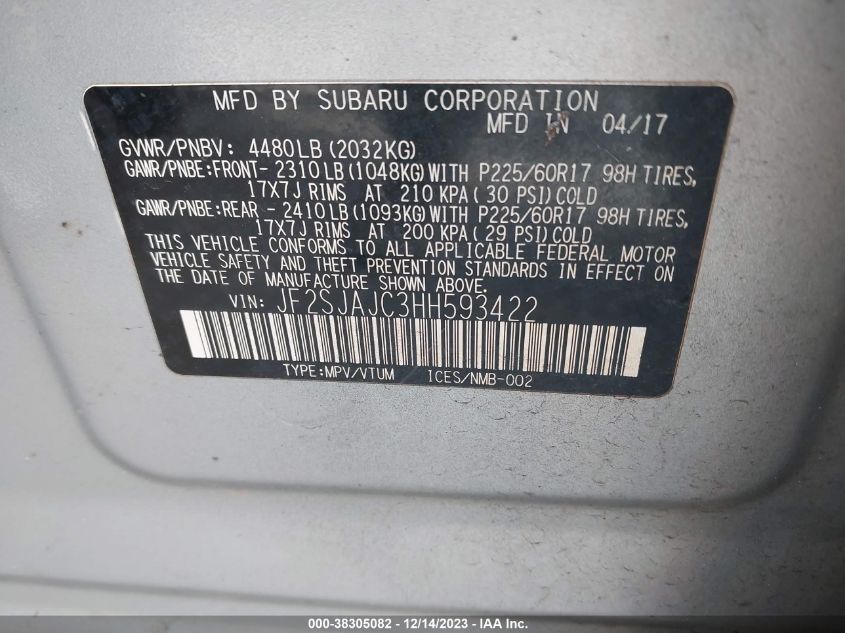 MFD BY SUBARU CORPORATION
MFD IN 04/17
GVWR/PNBV: 4480LB (2032KG)
GAWR/PNBE:FRONT- 2310LB (1048KG) WITH P225/60R17 98H TIRES,
17X7J RIMS AT 210 KPA ( 30 PSI) COLD
GAWR/PNBE:REAR - 2410LB (1093KG) WITH P225/60R17 98H TIRES,
17X7J RIMS AT 200 KPA (29 PSI) COLD
THIS VEHICLE CONFORMS TO ALL APPLICABLE FEDERAL MOTOR
VEHICLE SAFETY AND THEFT PREVENTION STANDARDS IN EFFECT ON
THE DATE OF MANUFACTURE SHOWN ABOVE.
VIN: JF2SJAJC3HH593422
TYPE:MPV/VTUM ICES/NMB-002
000-38305082 - 12/14/2023 - IAA Inc.